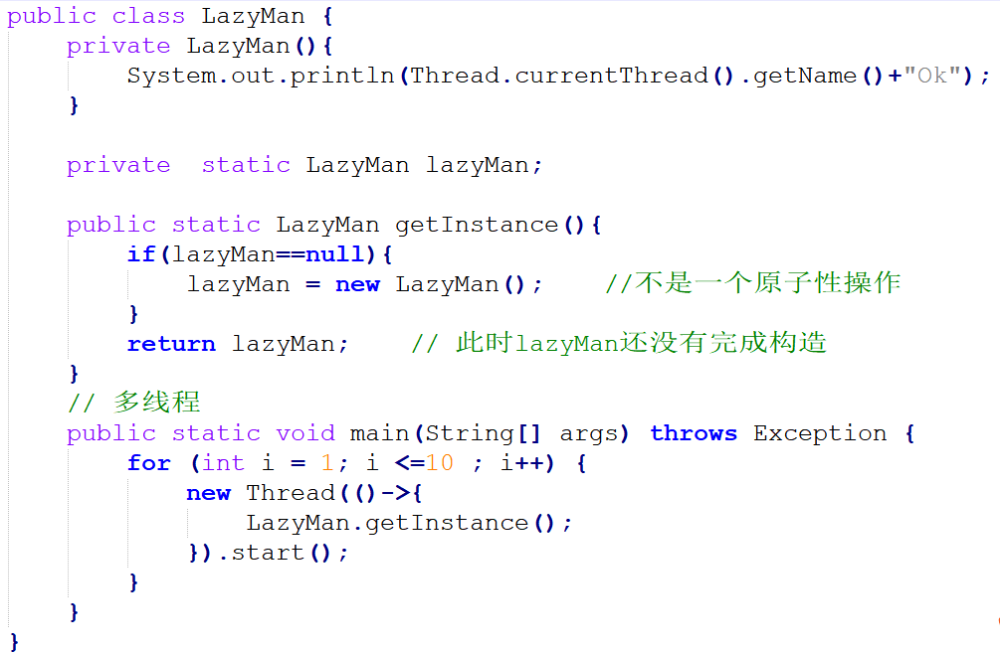 public class LazyMan {
    private LazyMan(){
        System.out.println(Thread.currentThread().getName()+"Ok");
    }
    private  static LazyMan lazyMan;
    public static LazyMan getInstance(){
        if(lazyMan==null){
            lazyMan = new LazyMan();    //不是一个原子性操作
        }
        return lazyMan;    // 此时lazyMan还没有完成构造
    }
    // 多线程
    public static void main(String[] args) throws Exception {
        for (int i = 1; i <=10 ; i++) {
            new Thread(()->{
                LazyMan.getInstance();
            }).start();
        }
    }
}